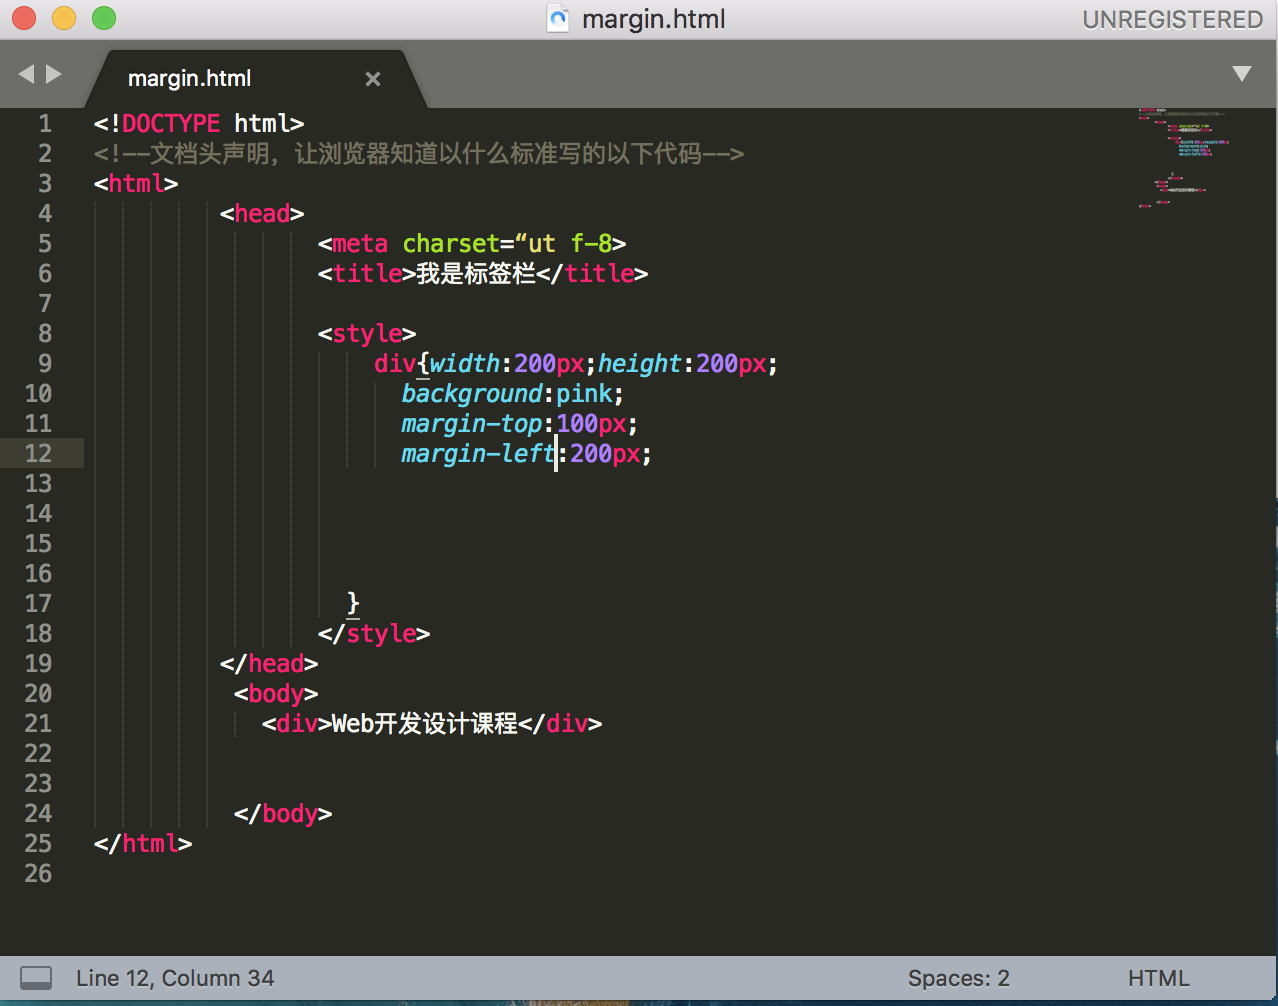 margin.html
UNREGISTERED
margin.html
1 <!DOCTYPE html>
2 <!--文档头声明，让浏览器知道以什么标准写的以下代码-->
3 <html>
4 <head>
5 <meta charset=“ut f-8>
6 <title>我是标签栏</title>
7
8 <style>
9 div{width:200px;height:200px;
10 background:pink;
11 margin-top:100px;
12 margin-left:200px;
13
14
15
16
17 }
18 </style>
19 </head>
20 <body>
21 <div>Web开发设计课程</div>
22
23
24 </body>
25 </html>
26
Line 12, Column 34
Spaces: 2
HTML